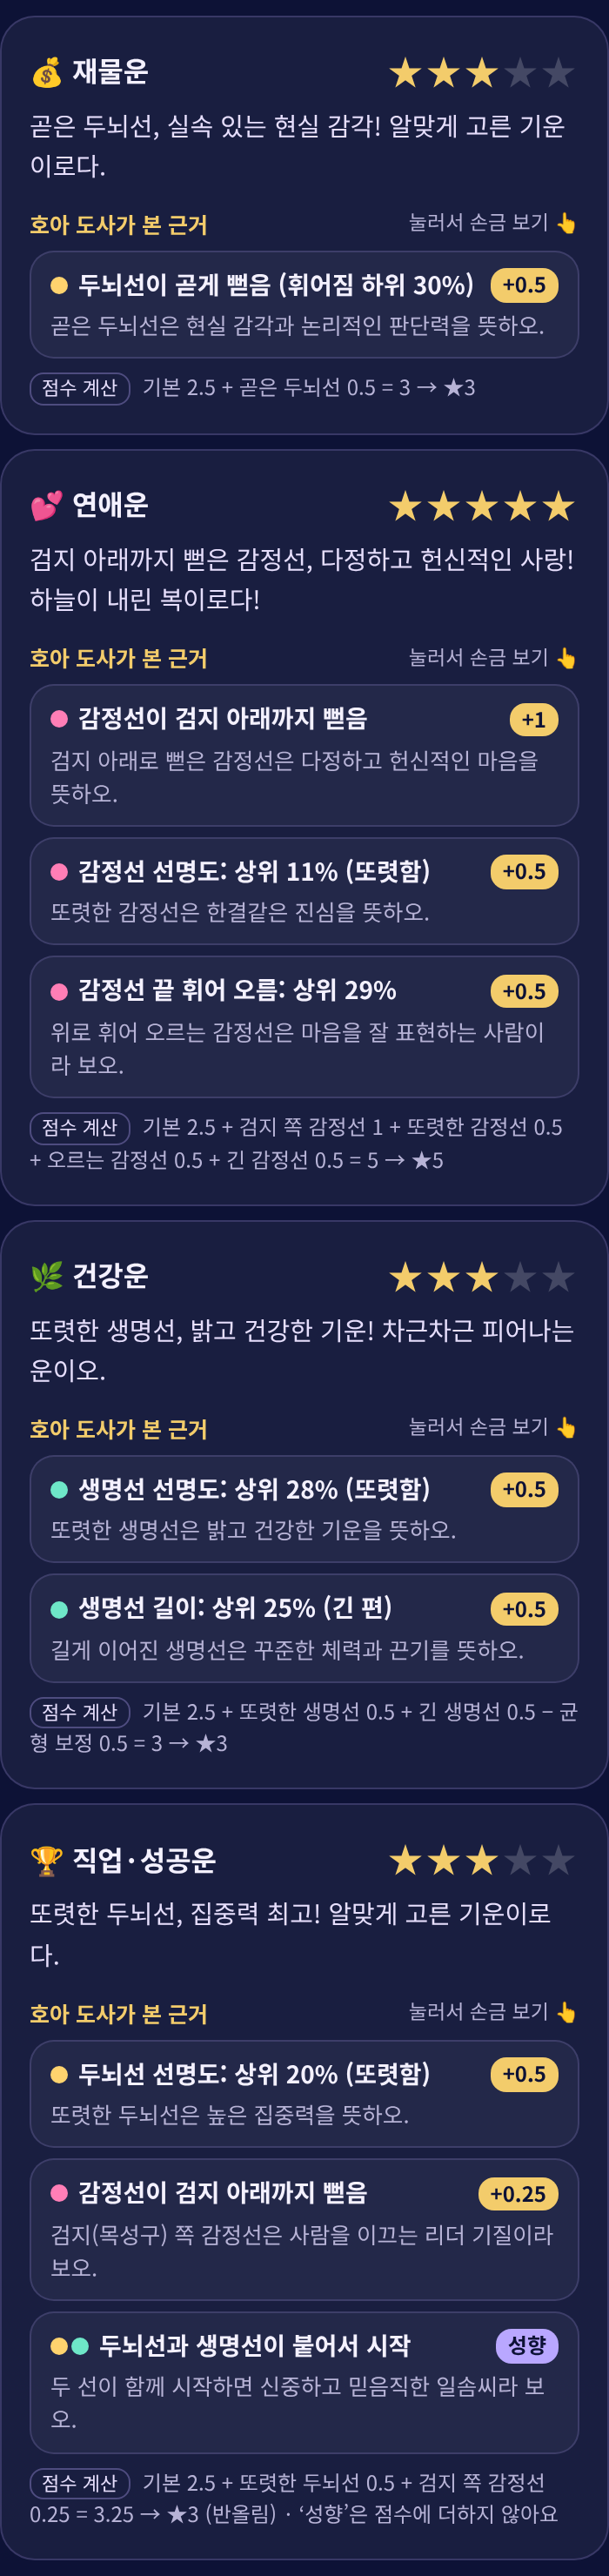 💰 재물운 ★★★★★
곧은 두뇌선, 실속 있는 현실 감각! 알맞게 고른 기운
이로다.
호아 도사가 본 근거 눌러서 손금 보기 👆
두뇌선이 곧게 뻗음 (휘어짐 하위 30%) +0.5
곧은 두뇌선은 현실 감각과 논리적인 판단력을 뜻하오.
점수 계산 기본 2.5 + 곧은 두뇌선 0.5 = 3 → ★3
💕 연애운 ★★★★★
검지 아래까지 뻗은 감정선, 다정하고 헌신적인 사랑!
하늘이 내린 복이로다!
호아 도사가 본 근거 눌러서 손금 보기 👆
감정선이 검지 아래까지 뻗음 +1
검지 아래로 뻗은 감정선은 다정하고 헌신적인 마음을
뜻하오.
감정선 선명도: 상위 11% (또렷함) +0.5
또렷한 감정선은 한결같은 진심을 뜻하오.
감정선 끝 휘어 오름: 상위 29% +0.5
위로 휘어 오르는 감정선은 마음을 잘 표현하는 사람이
라 보오.
점수 계산 기본 2.5 + 검지 쪽 감정선 1 + 또렷한 감정선 0.5
+ 오르는 감정선 0.5 + 긴 감정선 0.5 = 5 → ★5
🌿 건강운 ★★★★★
또렷한 생명선, 밝고 건강한 기운! 차근차근 피어나는
운이오.
호아 도사가 본 근거 눌러서 손금 보기 👆
생명선 선명도: 상위 28% (또렷함) +0.5
또렷한 생명선은 밝고 건강한 기운을 뜻하오.
생명선 길이: 상위 25% (긴 편) +0.5
길게 이어진 생명선은 꾸준한 체력과 끈기를 뜻하오.
점수 계산 기본 2.5 + 또렷한 생명선 0.5 + 긴 생명선 0.5 − 균
형 보정 0.5 = 3 → ★3
🏆 직업·성공운 ★★★★★
또렷한 두뇌선, 집중력 최고! 알맞게 고른 기운이로
다.
호아 도사가 본 근거 눌러서 손금 보기 👆
두뇌선 선명도: 상위 20% (또렷함) +0.5
또렷한 두뇌선은 높은 집중력을 뜻하오.
감정선이 검지 아래까지 뻗음 +0.25
검지(목성구) 쪽 감정선은 사람을 이끄는 리더 기질이라
보오.
두뇌선과 생명선이 붙어서 시작 성향
두 선이 함께 시작하면 신중하고 믿음직한 일솜씨라 보
오.
점수 계산 기본 2.5 + 또렷한 두뇌선 0.5 + 검지 쪽 감정선
0.25 = 3.25 → ★3 (반올림) · ‘성향’은 점수에 더하지 않아요